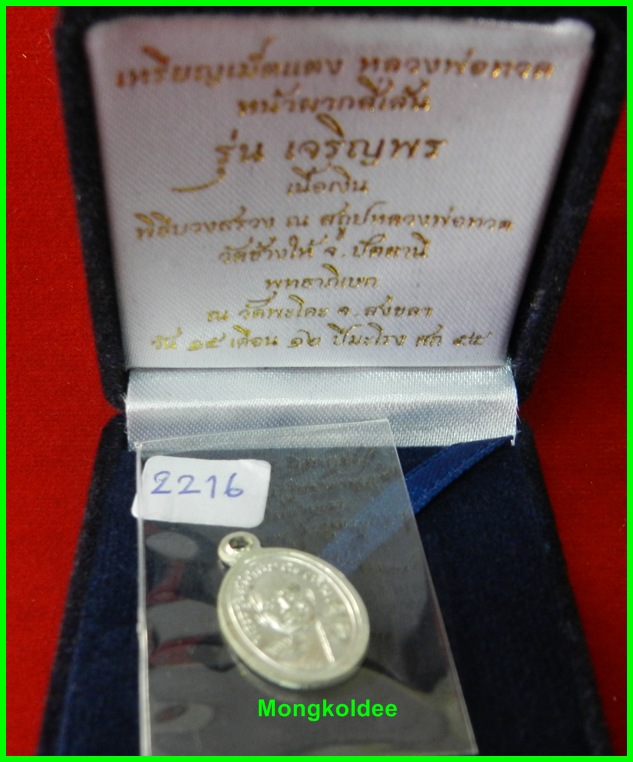 เหรียญเม็ดแตง หลวงพ่อทวด
หน้าผากสี่เส้น
รุ่น เจริญพร
เนื้อเงิน
พิธีบวงสรวง ณ สถูปหลวงพ่อทวด
วัดช้างให้ จ. ปัตตานี
พุทธาภิเษก
ณ วัดพะโคะ จ. สงขลา
วัน ๑๕ เดือน ๑๒ ปีมะโรง ศก ๕๕
2216
Mongkoldee